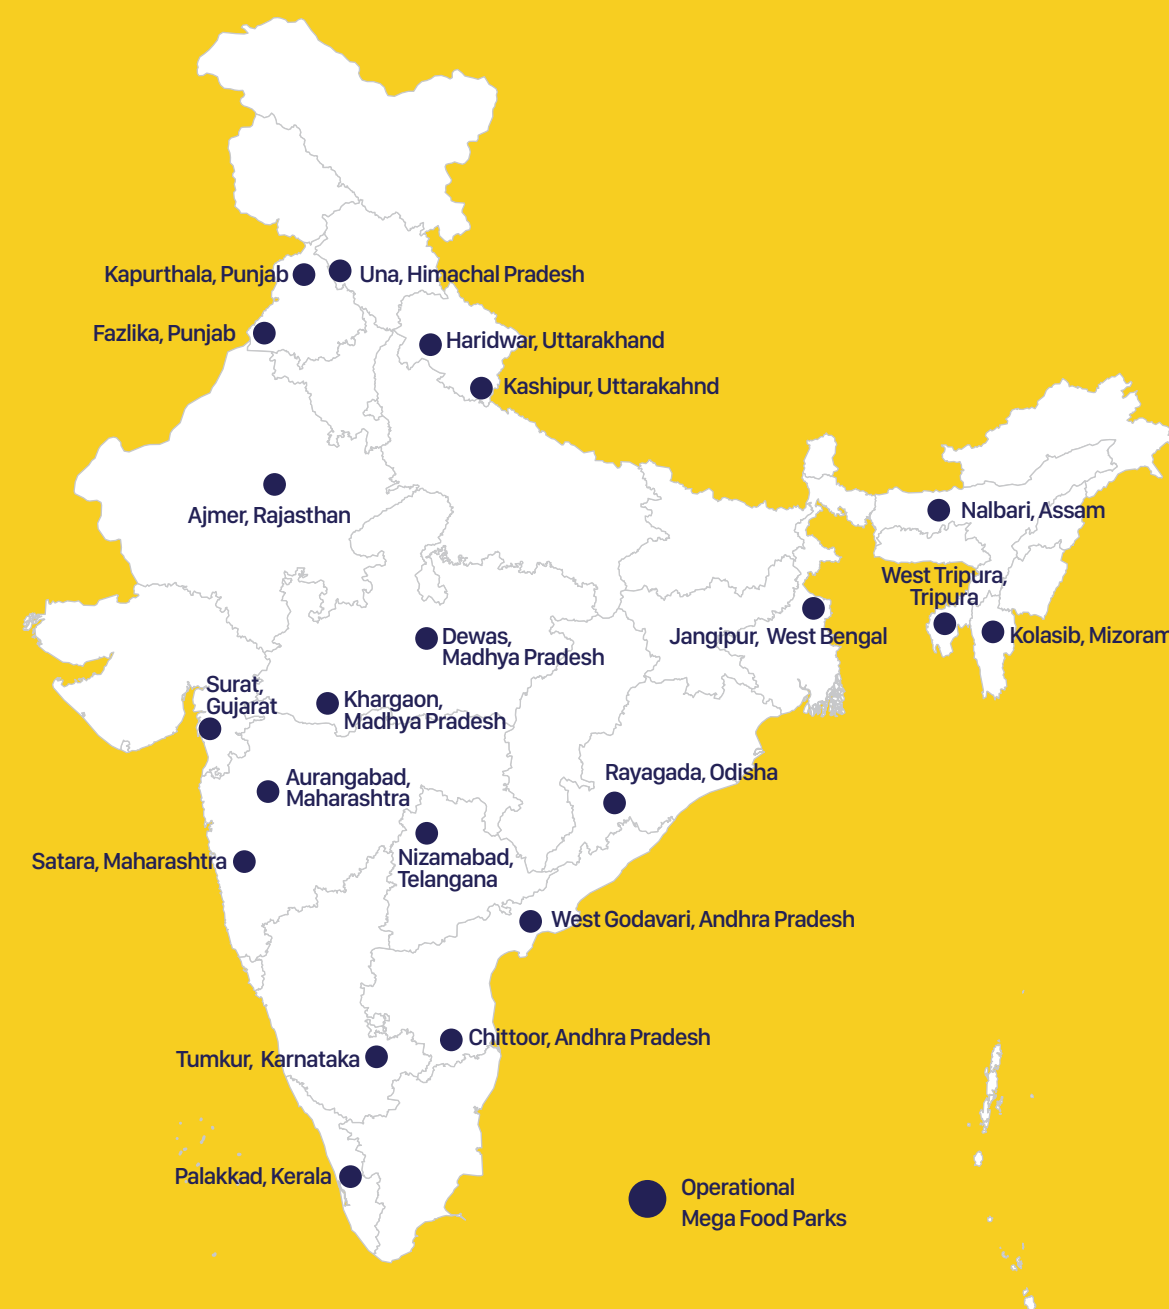 Kapurthala, Punjab
Una, Himachal Pradesh
Fazlika, Punjab
Haridwar, Uttarakhand
Kashipur, Uttarakahnd
Ajmer, Rajasthan
Nalbari, Assam
West Tripura,
Tripura
Jangipur, West Bengal
Kolasib, Mizoram
Dewas,
Madhya Pradesh
Surat,
Gujarat
Khargaon,
Madhya Pradesh
Aurangabad,
Maharashtra
Rayagada, Odisha
Satara, Maharashtra
Nizamabad,
Telangana
West Godavari, Andhra Pradesh
Chittoor, Andhra Pradesh
Tumkur, Karnataka
Palakkad, Kerala
Operational
Mega Food Parks